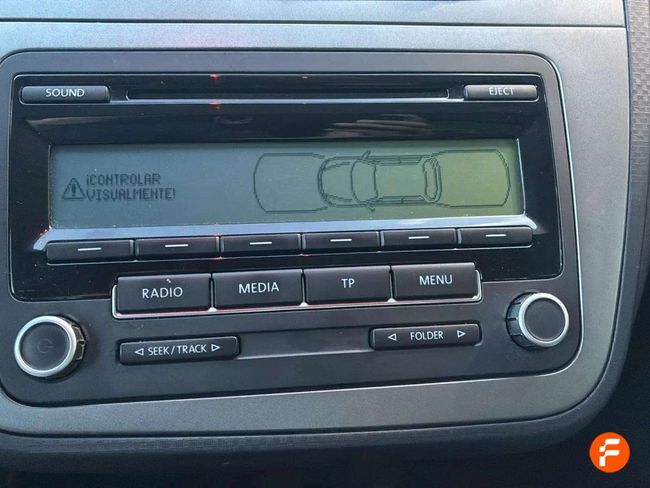 SOUND
EJECT
¡CONTROLAR
VISUALMENTE!
RADIO
MEDIA
TP
MENU
SEEK/TRACK
FOLDER